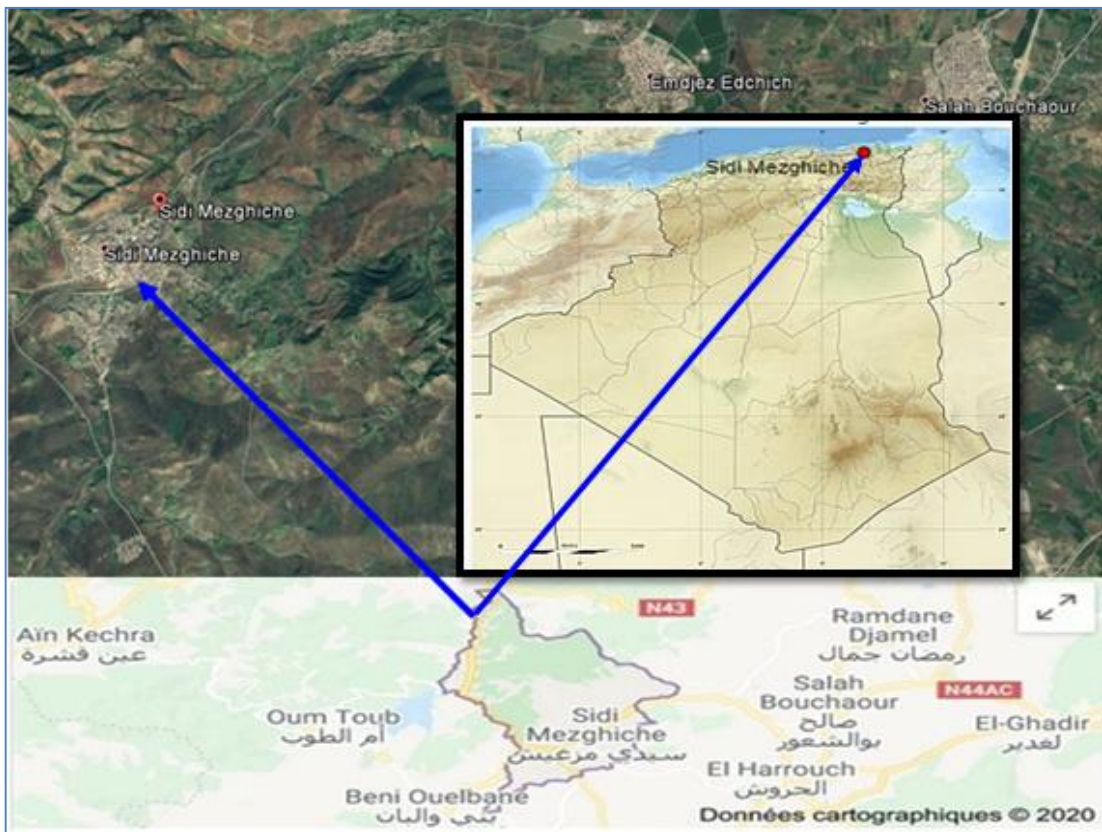 Emdjez Edchich
Salah Bouchaour
Sidi Mezghiche
Sidi Mezghiche
Sidi Mezghiche
N43
Aïn Kechra
عين قشرة
Ramdane
Djamel
رمضان جمال
Oum Toub
أم الطوب
Sidi
Mezghiche
سيدي مزغيش
Salah
Bouchaour
صالح
بوالشعور
N44AC
El-Ghadir
لغدير
El Harrouch
الحروش
Beni Ouelbane
بني والبان
Données cartographiques © 2020